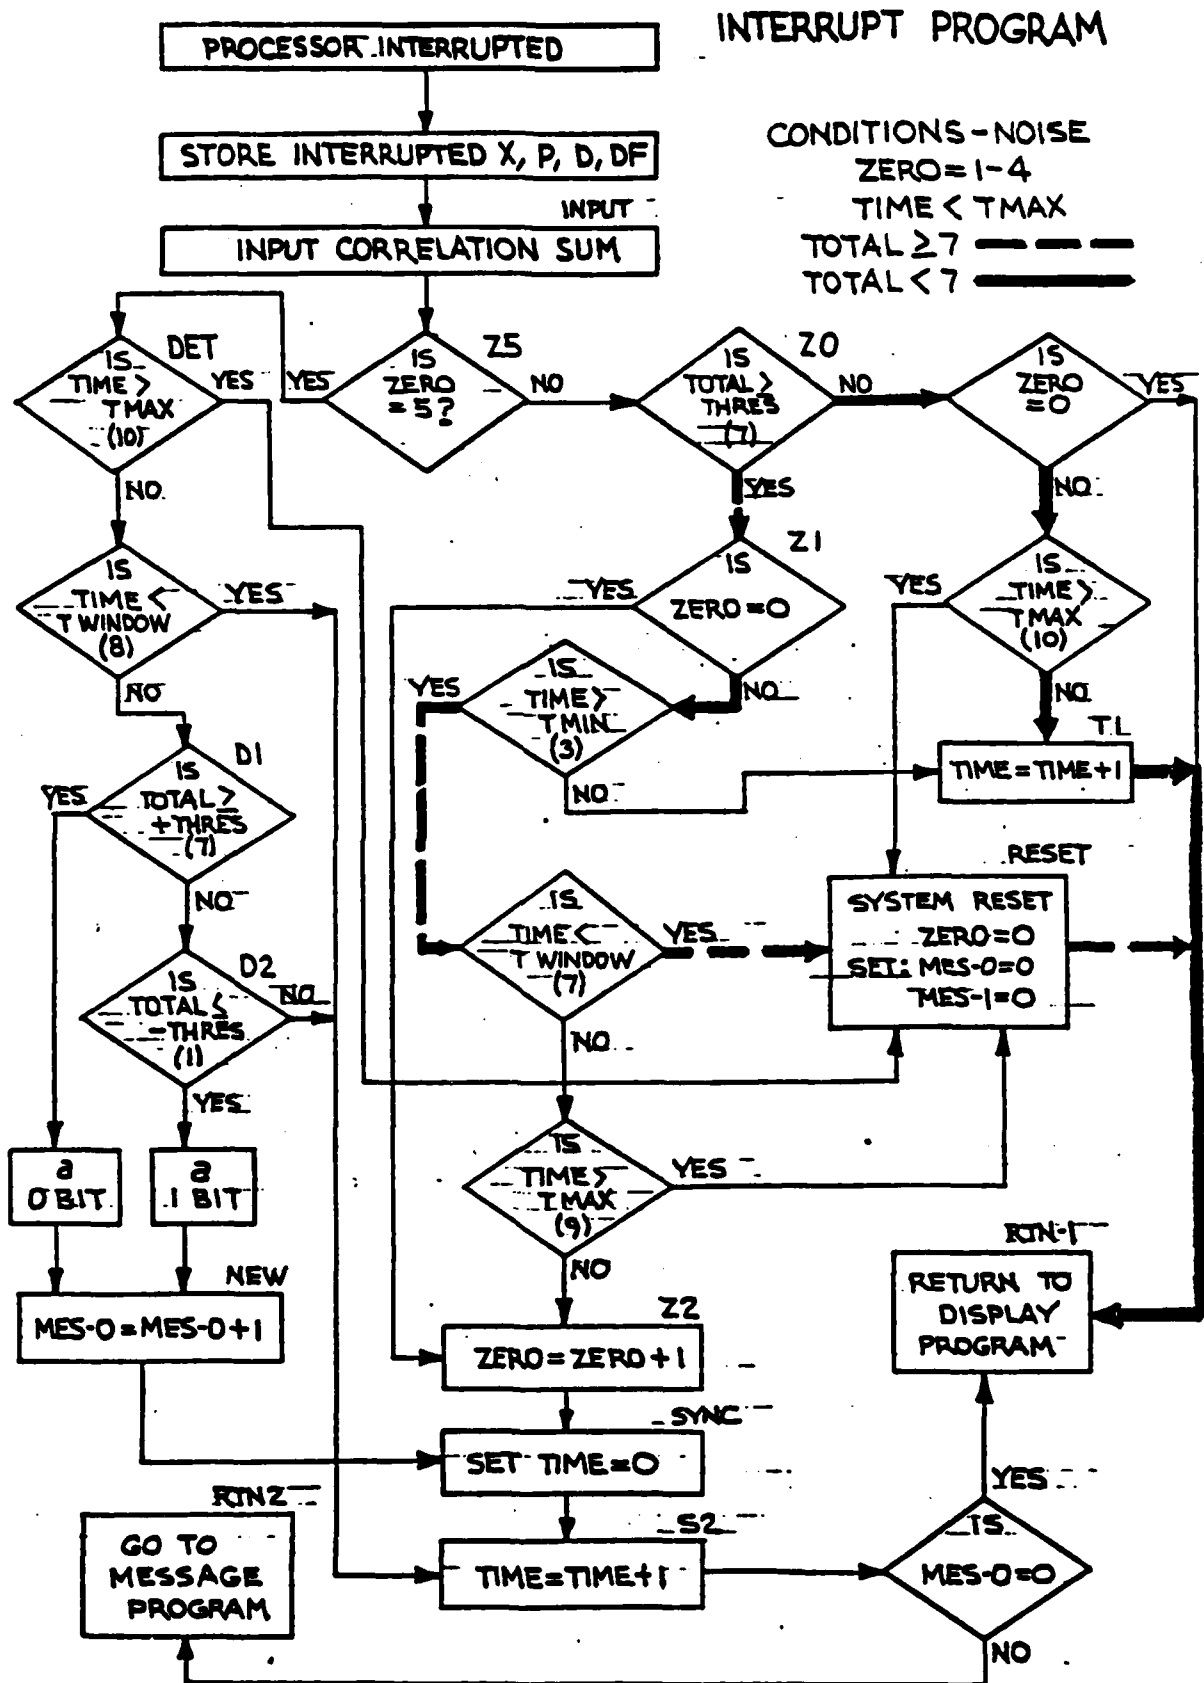 INTERRUPT PROGRAM
PROCESSOR INTERRUPTED
STORE INTERRUPTED X, P, D, DF
INPUT
INPUT CORRELATION SUM
CONDITIONS - NOISE
ZERO = 1-4
TIME < TMAX
TOTAL ≥ 7
TOTAL < 7
DET
IS
TIME >
TMAX
(10)
YES
NO
Z5
IS
ZERO
= 5?
YES
NO
Z0
IS
TOTAL ≥
THRES
(7)
NO
YES
IS
ZERO
= 0
YES
NO
IS
TIME <
T WINDOW
(8)
YES
NO
Z1
IS
ZERO = 0
YES
NO
IS
TIME >
TMAX
(10)
YES
NO
IS
TIME >
TMIN
(3)
YES
NO
T1
TIME = TIME + 1
D1
IS
TOTAL ≥
+THRES
(7)
YES
NO
IS
TIME <
T WINDOW
(7)
YES
NO
RESET
SYSTEM RESET
ZERO = 0
SET: MES-0 = 0
MES-1 = 0
D2
IS
TOTAL ≤
-THRES
(1)
NO
YES
a
0 BIT
a
1 BIT
IS
TIME >
TMAX
(9)
YES
NO
NEW
MES-0 = MES-0 + 1
Z2
ZERO = ZERO + 1
RTN-1
RETURN TO
DISPLAY
PROGRAM
SYNC
SET TIME = 0
S2
TIME = TIME + 1
YES
IS
MES-0 = 0
NO
RTN2
GO TO
MESSAGE
PROGRAM